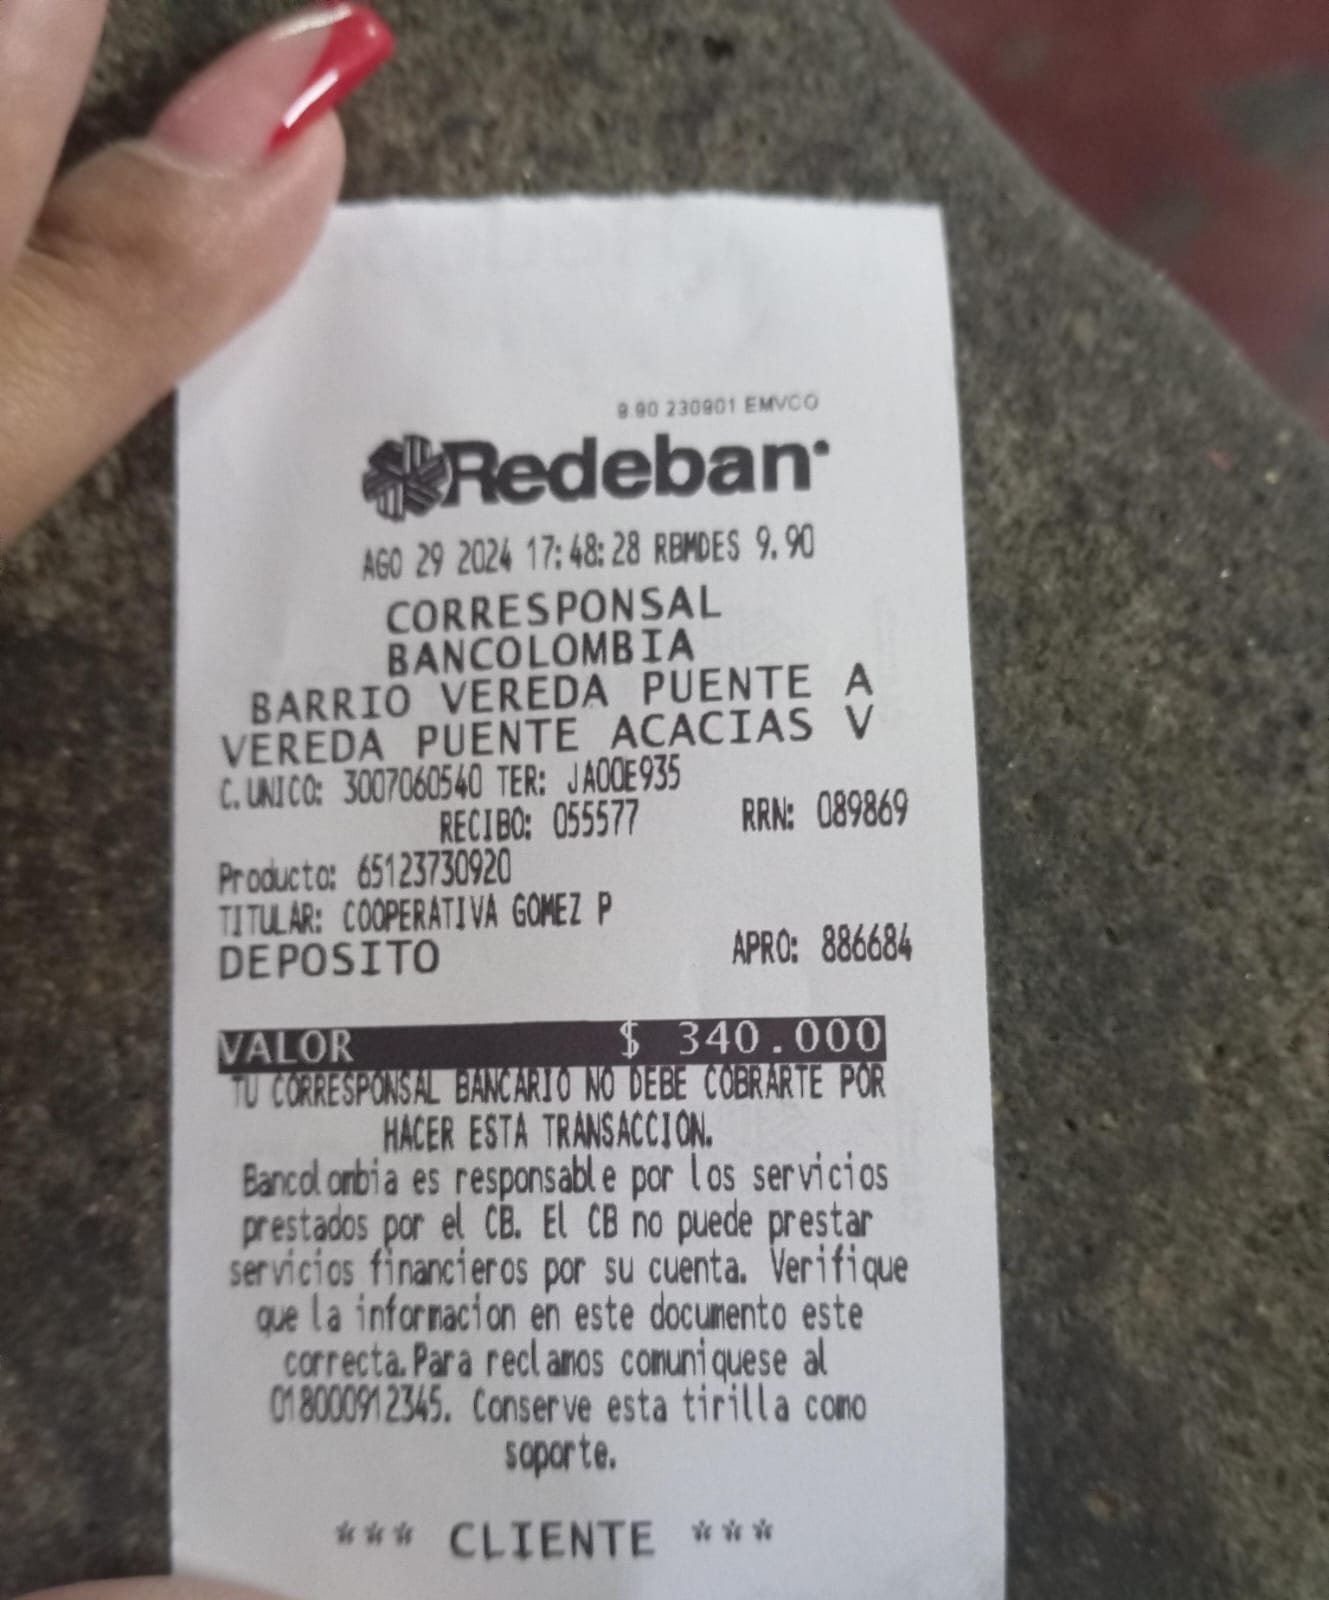 9.90 230901 EMVCO
Redeban
AGO 29 2024 17:48:28 RBMDES 9.90
CORRESPONSAL
BANCOLOMBIA
BARRIO VEREDA PUENTE A
VEREDA PUENTE ACACIAS V
C.UNICO: 3007060540 TER: JA00E935
RECIBO: 055577 RRN: 089869
Producto: 65123730920
TITULAR: COOPERATIVA GOMEZ P
DEPOSITO APRO: 886684
VALOR $ 340.000
TU CORRESPONSAL BANCARIO NO DEBE COBRARTE POR
HACER ESTA TRANSACCION.
Bancolombia es responsable por los servicios
prestados por el CB. El CB no puede prestar
servicios financieros por su cuenta. Verifique
que la informacion en este documento este
correcta.Para reclamos comuniquese al
018000912345. Conserve esta tirilla como
soporte.
*** CLIENTE ***